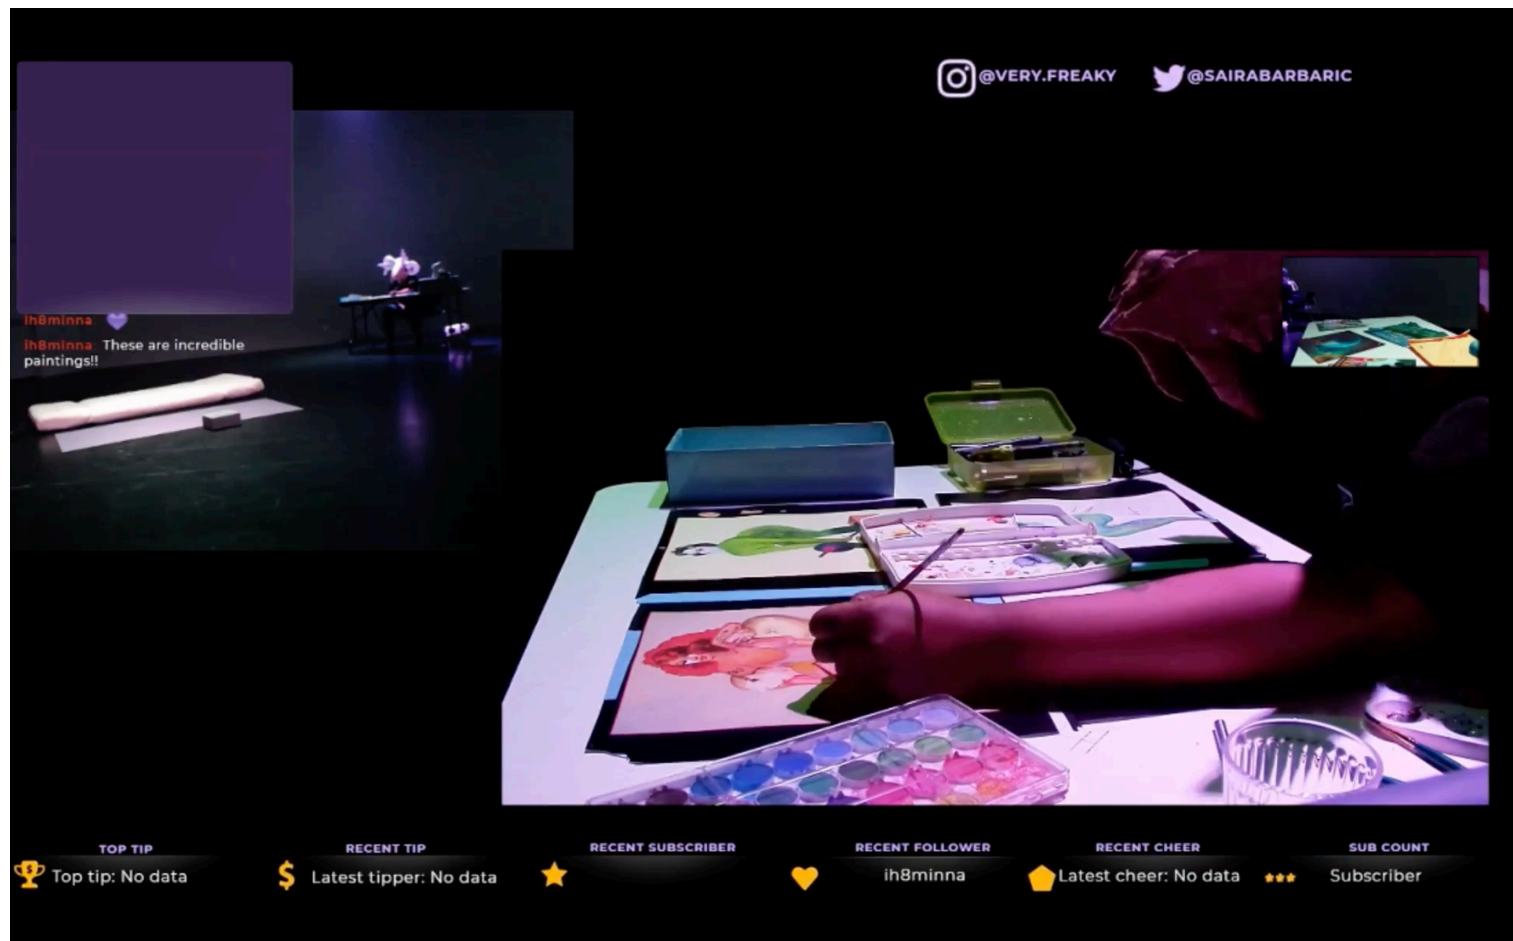 @VERY.FREAKY
@SAIRABARBARIC
ih8minna
ih8minna: These are incredible
paintings!!
TOP TIP
Top tip: No data
RECENT TIP
Latest tipper: No data
RECENT SUBSCRIBER
RECENT FOLLOWER
ih8minna
RECENT CHEER
Latest cheer: No data
SUB COUNT
Subscriber